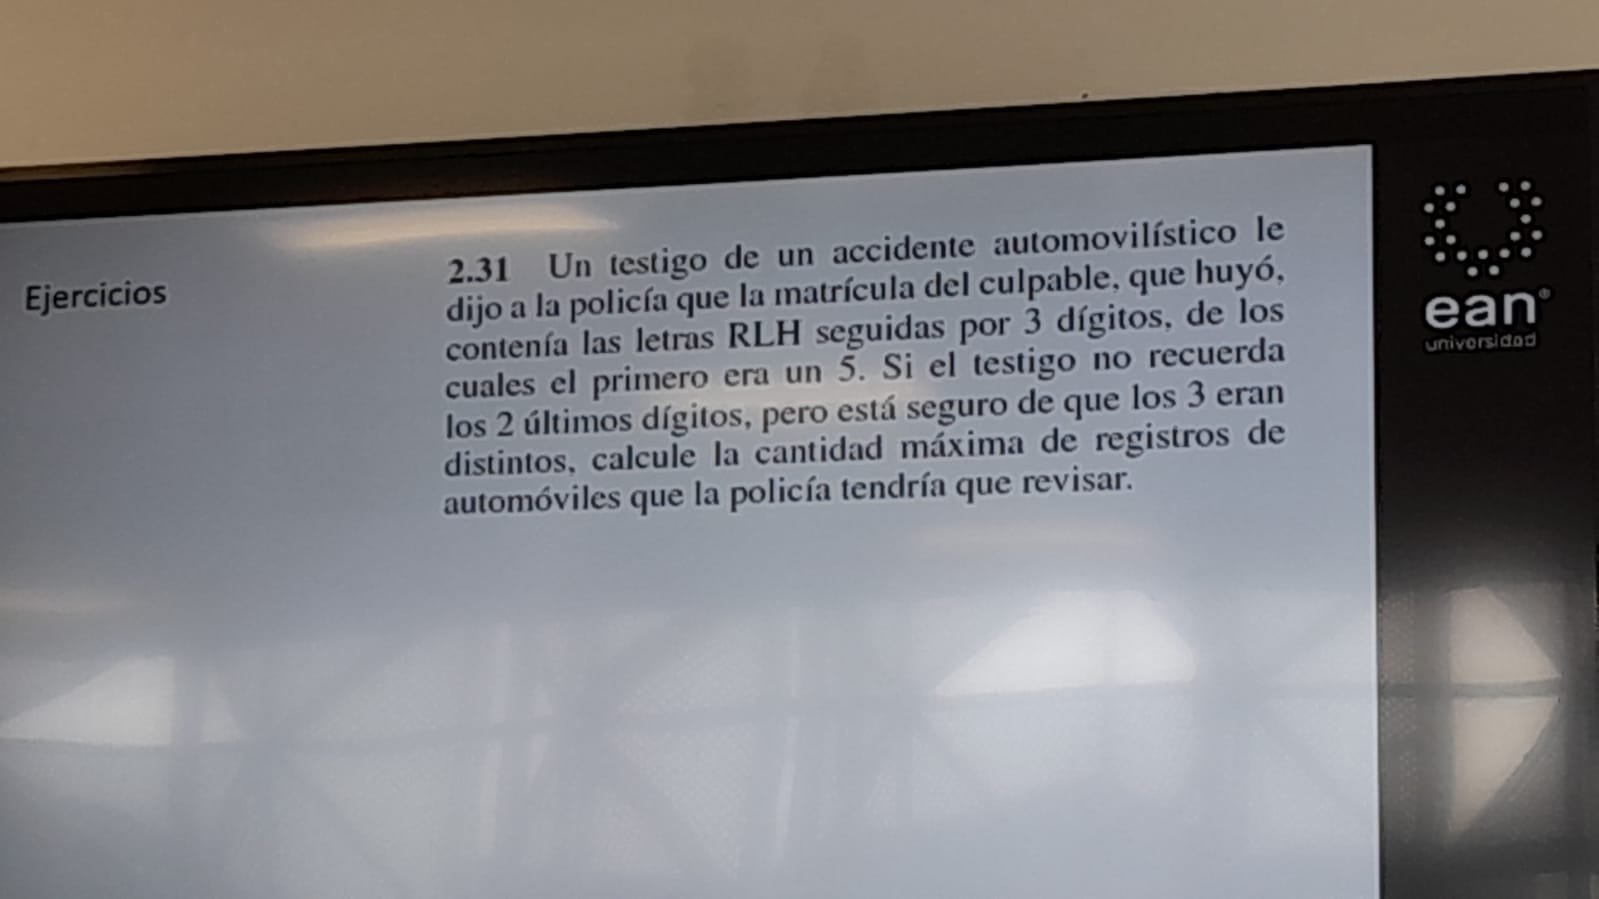 Ejercicios
2.31 Un testigo de un accidente automovilístico le
dijo a la policía que la matrícula del culpable, que huyó,
contenía las letras RLH seguidas por 3 dígitos, de los
cuales el primero era un 5. Si el testigo no recuerda
los 2 últimos dígitos, pero está seguro de que los 3 eran
distintos, calcule la cantidad máxima de registros de
automóviles que la policía tendría que revisar.
ean®
universidad